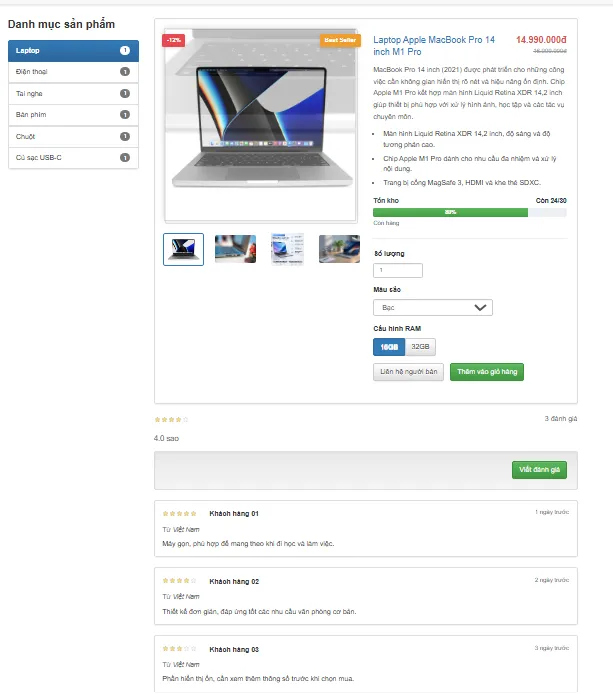 Danh mục sản phẩm
Laptop 1
Điện thoại 1
Tai nghe 1
Bàn phím 1
Chuột 1
Củ sạc USB-C 1
-12%
Best Seller
Laptop Apple MacBook Pro 14 inch M1 Pro
14.990.000đ
MacBook Pro 14 inch (2021) được phát triển cho những công
việc cần không gian hiển thị rõ nét và hiệu năng ổn định. Chip
Apple M1 Pro kết hợp màn hình Liquid Retina XDR 14,2 inch
giúp thiết bị phù hợp với xử lý hình ảnh, học tập và các tác vụ
chuyên môn.
Màn hình Liquid Retina XDR 14,2 inch, độ sáng và độ
tương phản cao.
Chip Apple M1 Pro dành cho nhu cầu đa nhiệm và xử lý
nội dung.
Trang bị cổng MagSafe 3, HDMI và khe thẻ SDXC.
Tồn kho Còn 24/30
Còn hàng
Số lượng
1
Màu sắc
Bạc
Cấu hình RAM
16GB 32GB
Liên hệ người bán Thêm vào giỏ hàng
3 đánh giá
4.0 sao
Viết đánh giá
Khách hàng 01 1 ngày trước
Từ Việt Nam
Máy gọn, phù hợp để mang theo khi đi học và làm việc.
Khách hàng 02 2 ngày trước
Từ Việt Nam
Thiết kế đơn giản, đáp ứng tốt các nhu cầu văn phòng cơ bản.
Khách hàng 03 3 ngày trước
Từ Việt Nam
Phần hiển thị ổn, cần xem thêm thông số trước khi chọn mua.